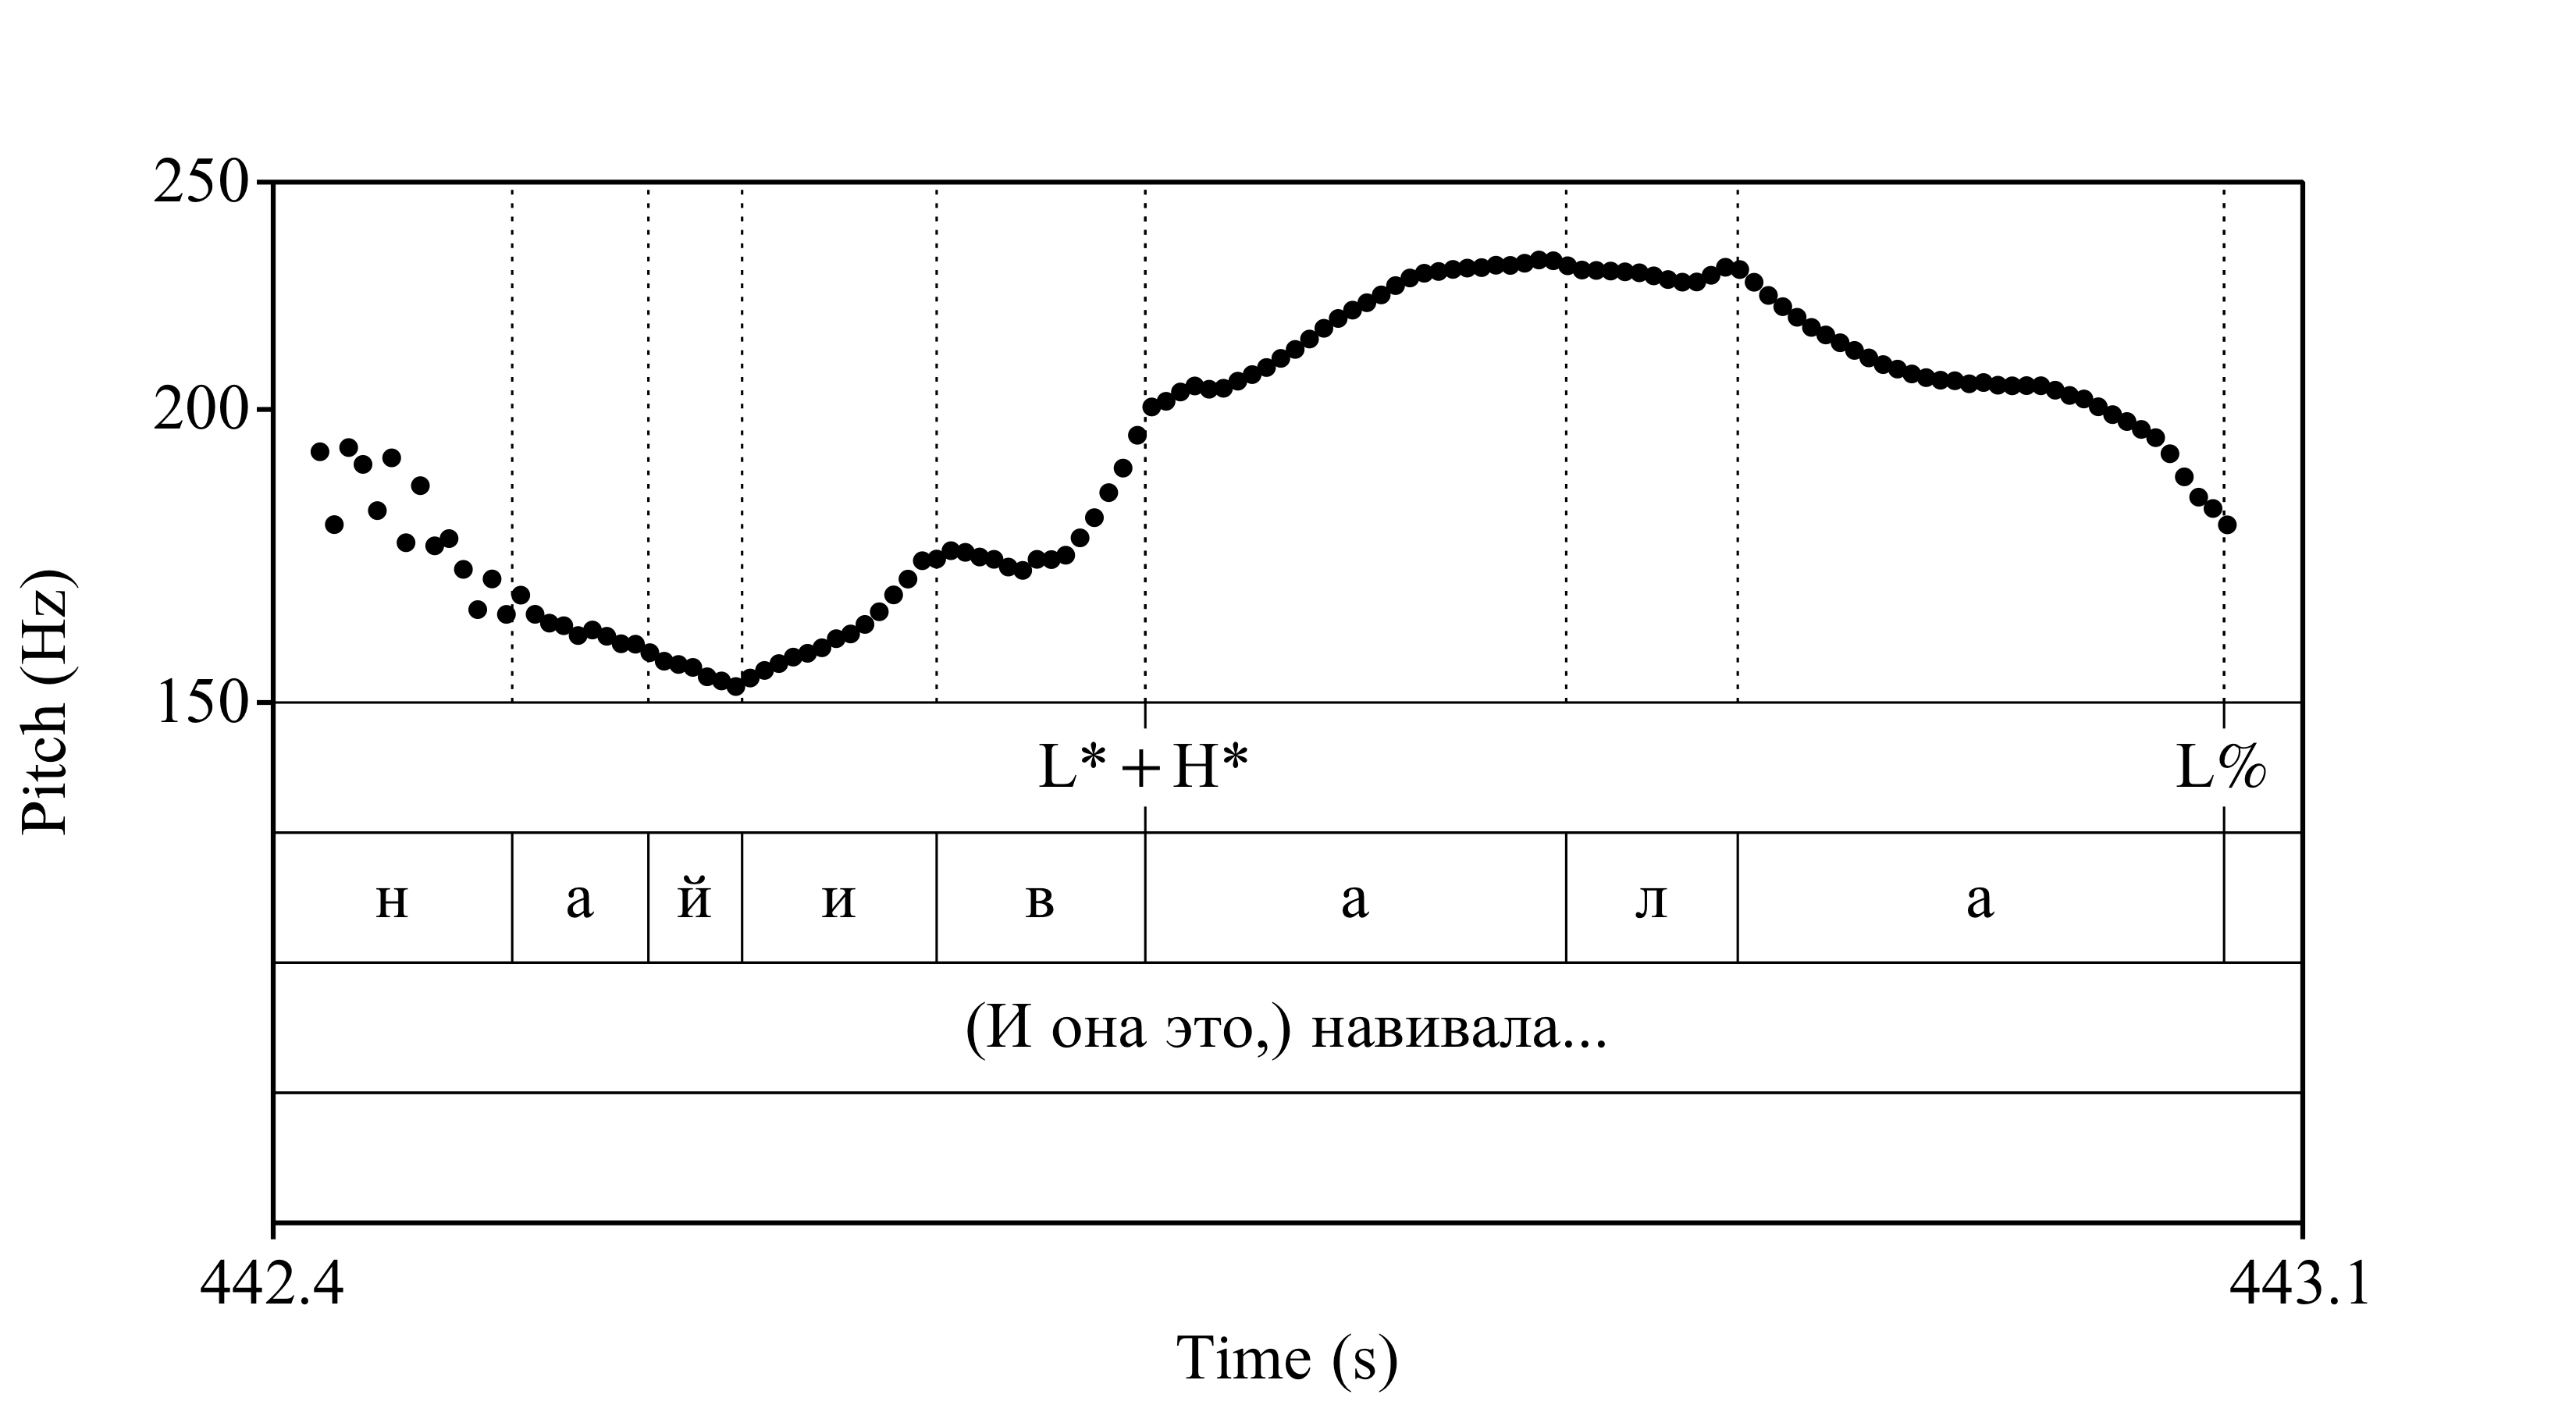 250
200
150
Pitch (Hz)
L*+H* L%
н а й и в а л а
(И она это,) навивала...
442.4 443.1
Time (s)